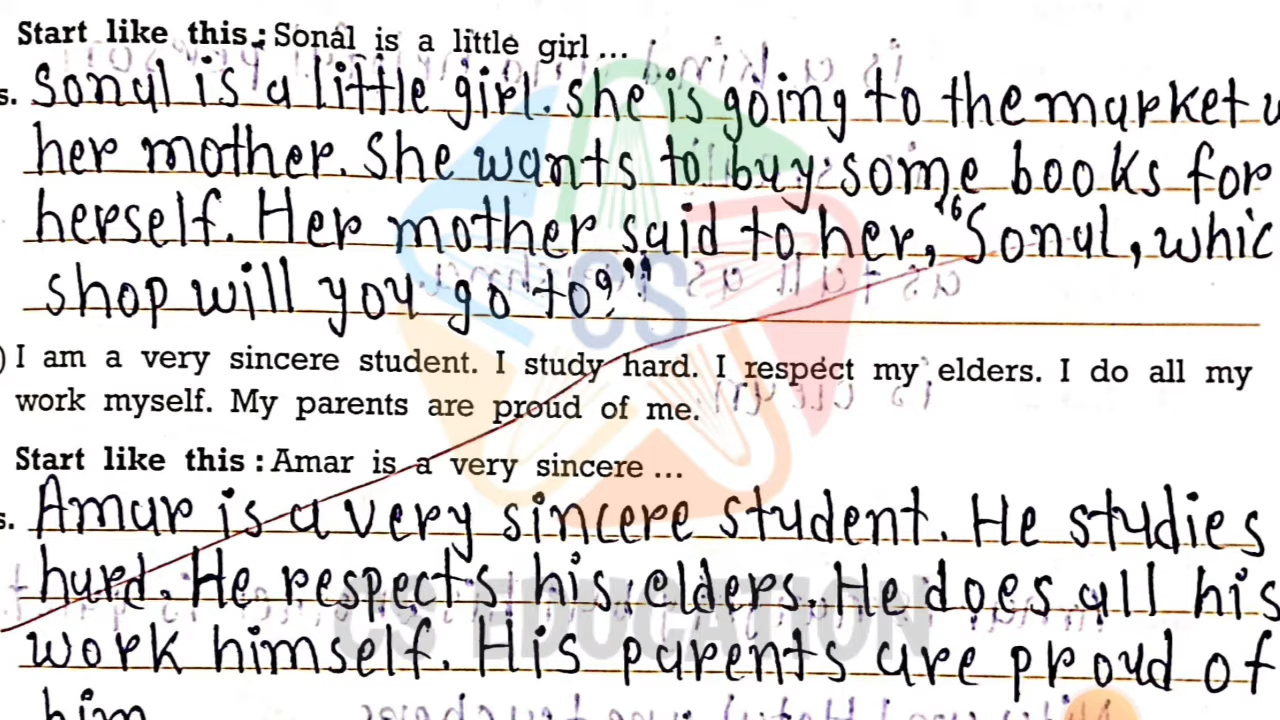 Start like this : Sonal is a little girl ...
s. Sonal is a little girl. she is going to the market
her mother. She wants to buy some books for
herself. Her mother said to her, “Sonal, whic
shop will you go to?”
) I am a very sincere student. I study hard. I respect my elders. I do all my
work myself. My parents are proud of me.
Start like this : Amar is a very sincere ...
s. Amar is a very sincere student. He studies
hard. He respects his elders. He does all his
work himself. His parents are proud of
him
CS
CS EDUCATION